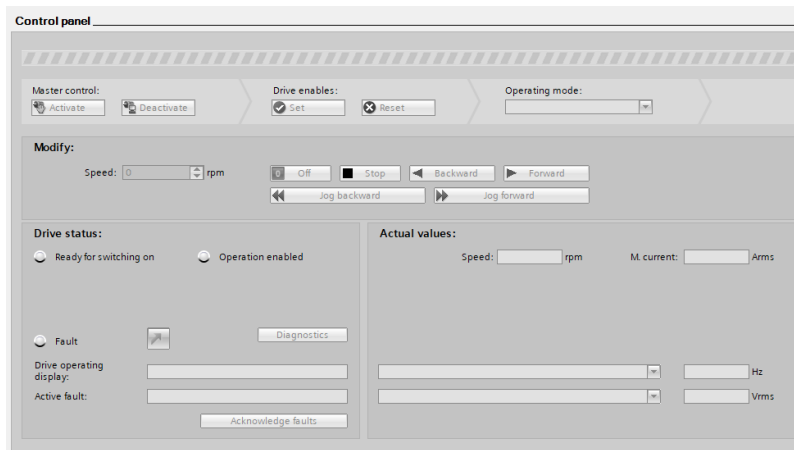 Control panel
Master control:
Drive enables:
Operating mode:
Activate
Deactivate
Set
Reset
Modify:
Speed: 0 rpm
0 Off
Stop
Backward
Forward
Jog backward
Jog forward
Drive status:
Actual values:
Ready for switching on
Operation enabled
Speed: rpm
M. current: Arms
Fault
Diagnostics
Drive operating
display:
Hz
Active fault:
Vrms
Acknowledge faults